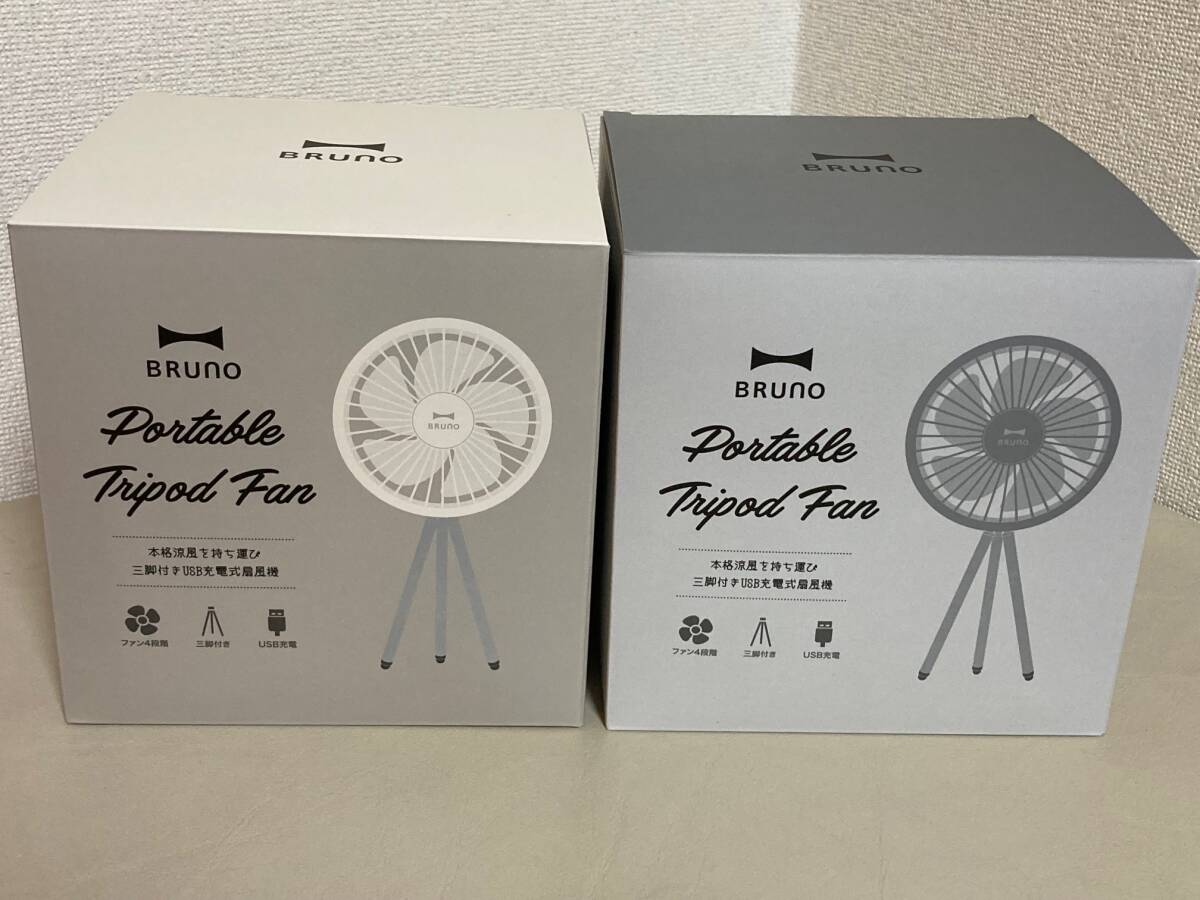 BRUNO
BRUNO
Portable
Tripod Fan
本格涼風を持ち運び
三脚付きUSB充電式扇風機
ファン4段階
三脚付き
USB充電
BRUNO
BRUNO
BRUNO
Portable
Tripod Fan
本格涼風を持ち運び
三脚付きUSB充電式扇風機
ファン4段階
三脚付き
USB充電
BRUNO